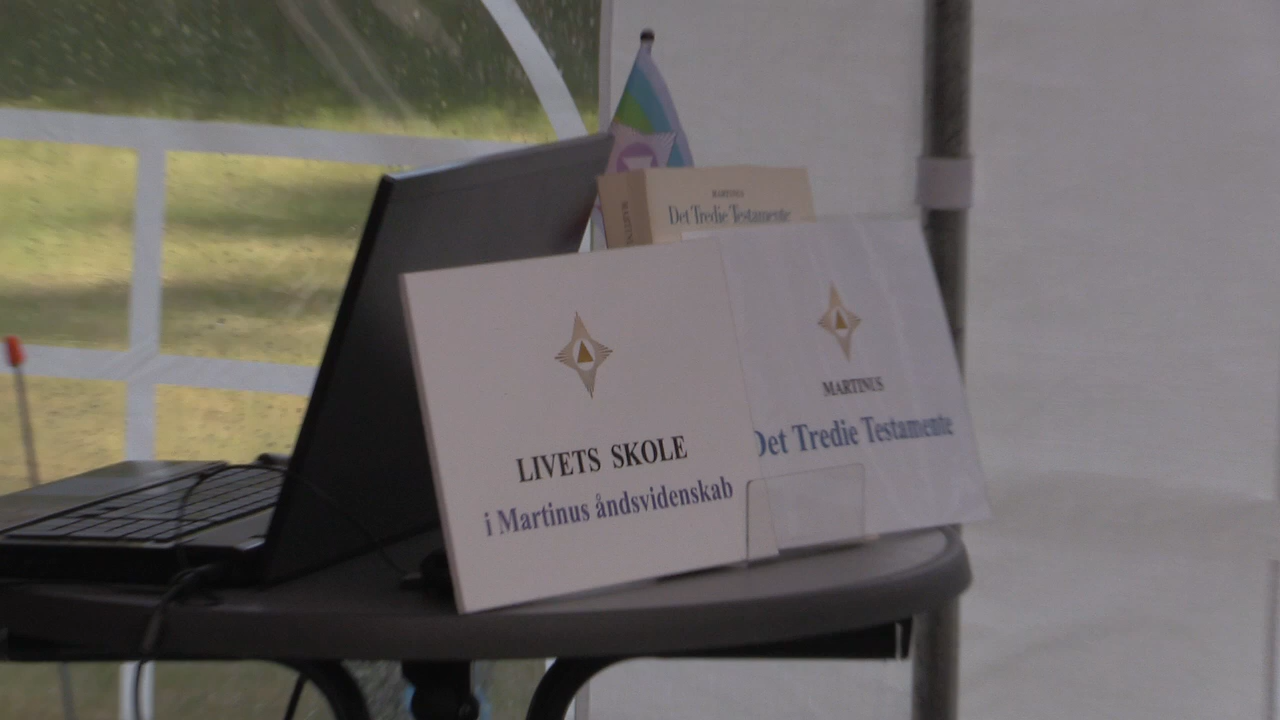 MARTINUS
Det Tredie Testamente
LIVETS SKOLE
i Martinus åndsvidenskab
MARTINUS
Det Tredie Testamente